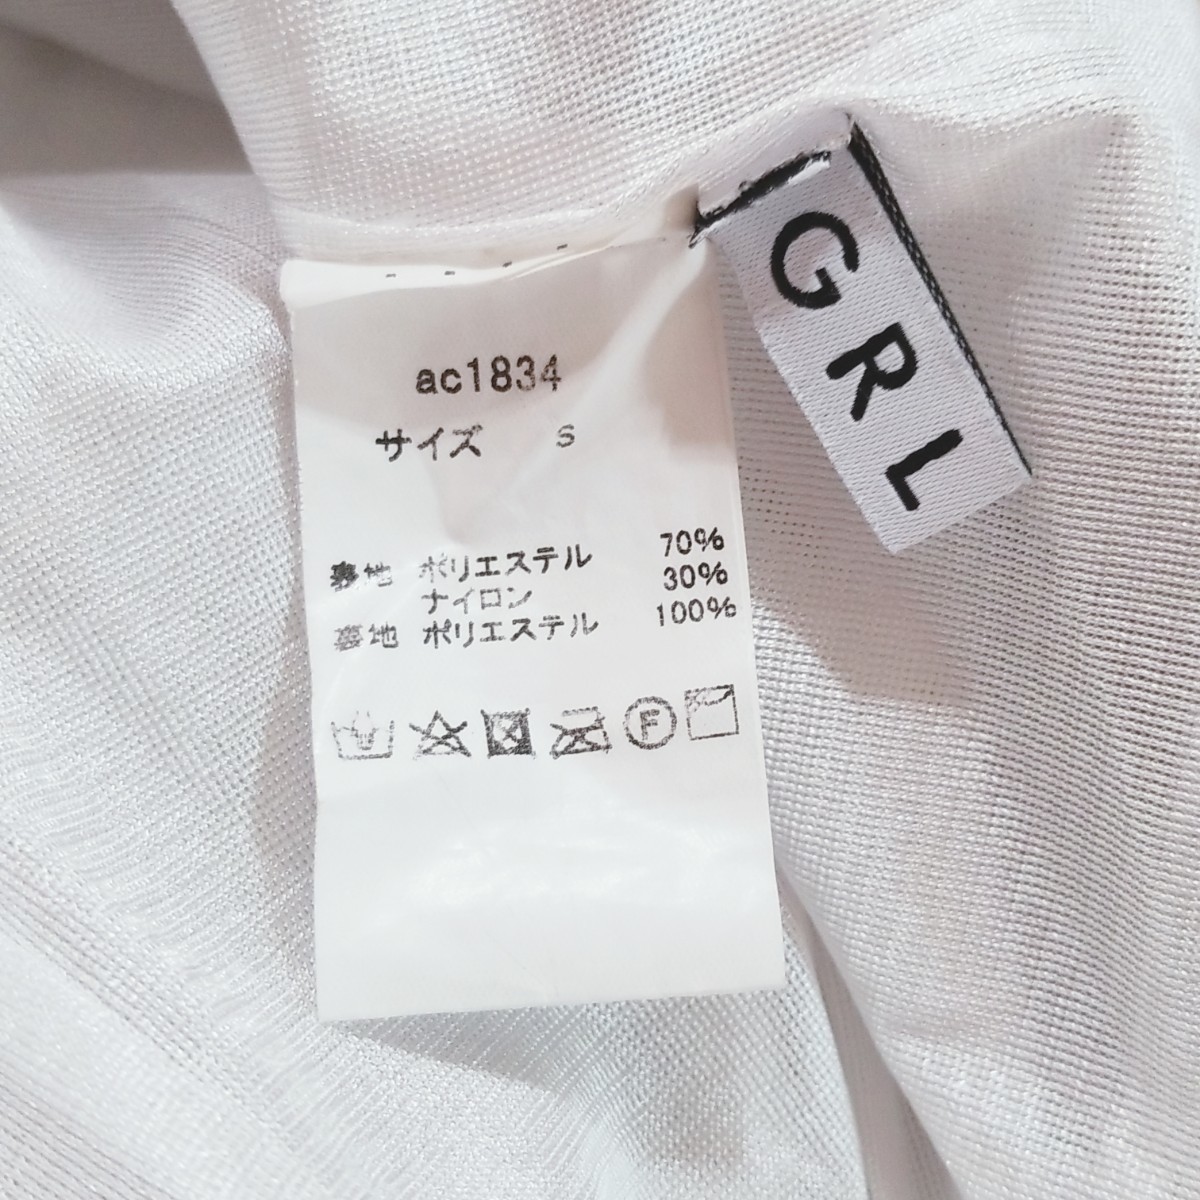 GRL
ac1834
サイズ S
表地 ポリエステル 70%
ナイロン 30%
裏地 ポリエステル 100%
F